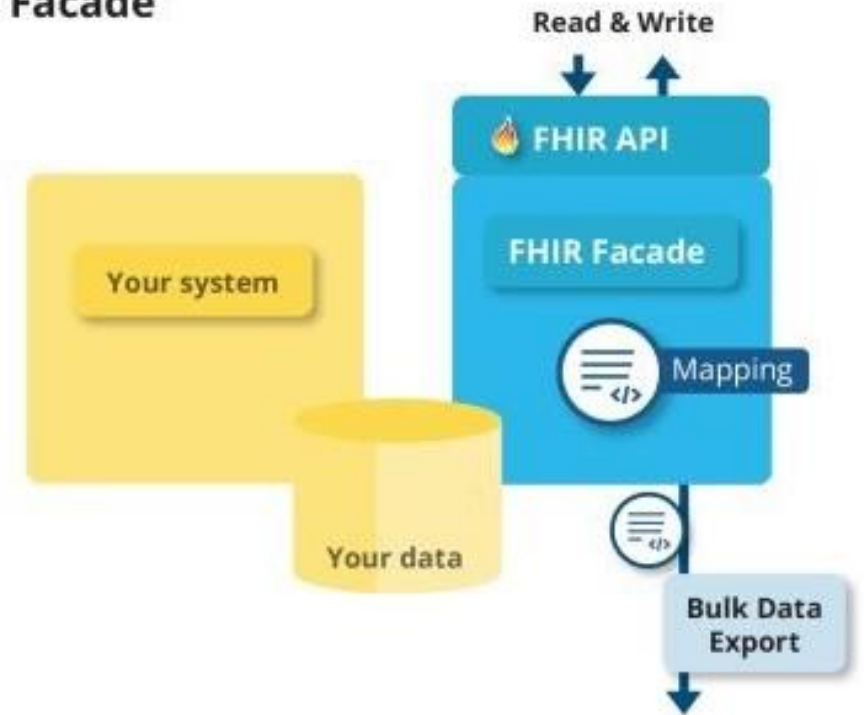 Facade
Read & Write
FHIR API
Your system
FHIR Facade
Mapping
</>
Your data
</>
Bulk Data
Export